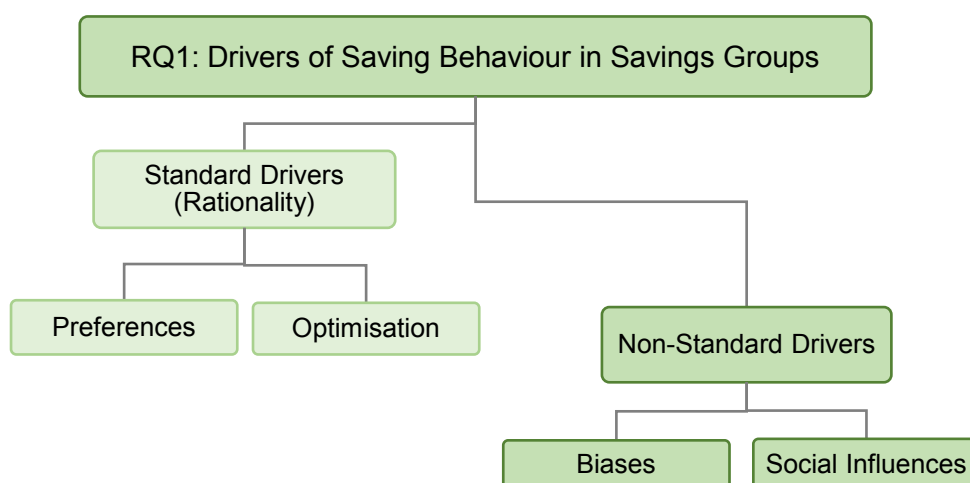 RQ1: Drivers of Saving Behaviour in Savings Groups
Standard Drivers
(Rationality)
Preferences
Optimisation
Non-Standard Drivers
Biases
Social Influences